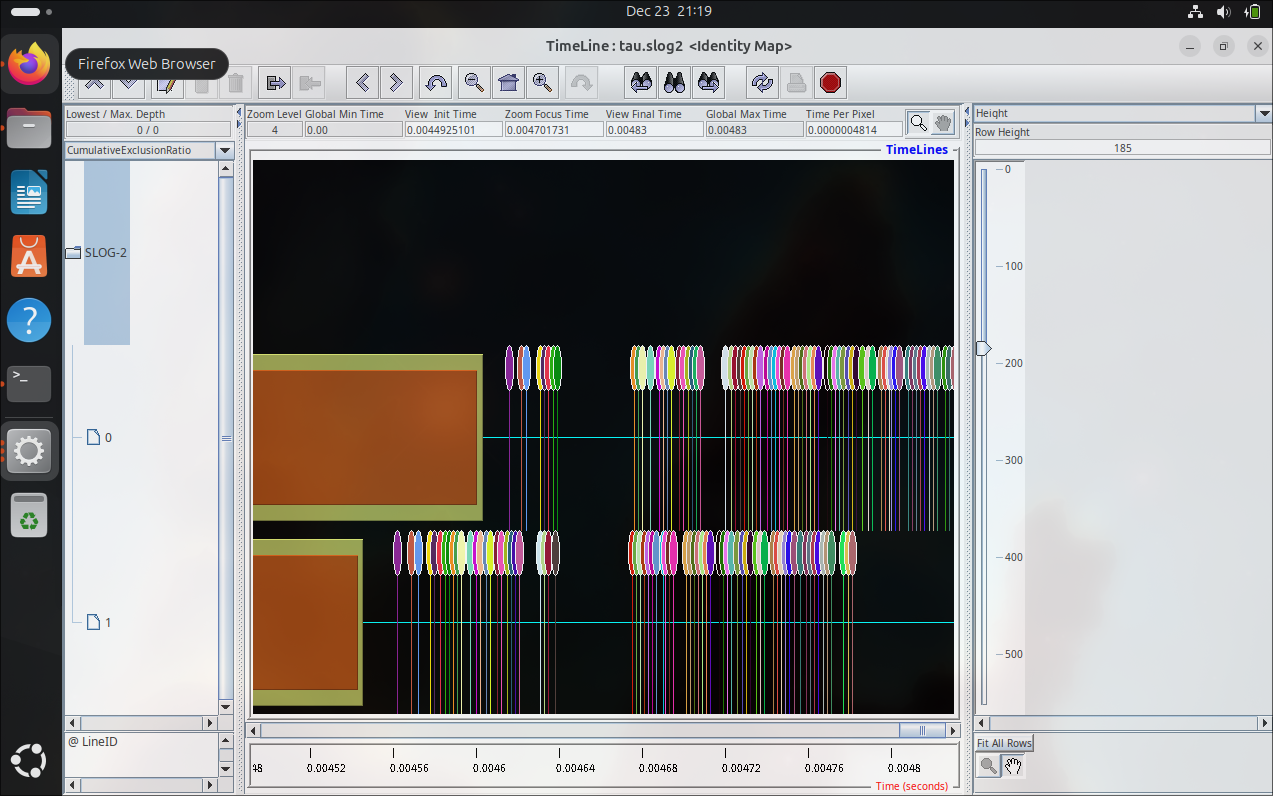 Dec 23 21:19
TimeLine : tau.slog2 <Identity Map>
Firefox Web Browser
Lowest / Max. Depth
0 / 0
CumulativeExclusionRatio
Zoom Level
4
Global Min Time
0.00
View Init Time
0.0044925101
Zoom Focus Time
0.004701731
View Final Time
0.00483
Global Max Time
0.00483
Time Per Pixel
0.0000004814
TimeLines
Height
Row Height
185
SLOG-2
0
1
0
100
200
300
400
500
@ LineID
48
0.00452
0.00456
0.0046
0.00464
0.00468
0.00472
0.00476
0.0048
Time (seconds)
Fit All Rows
>_
?
A